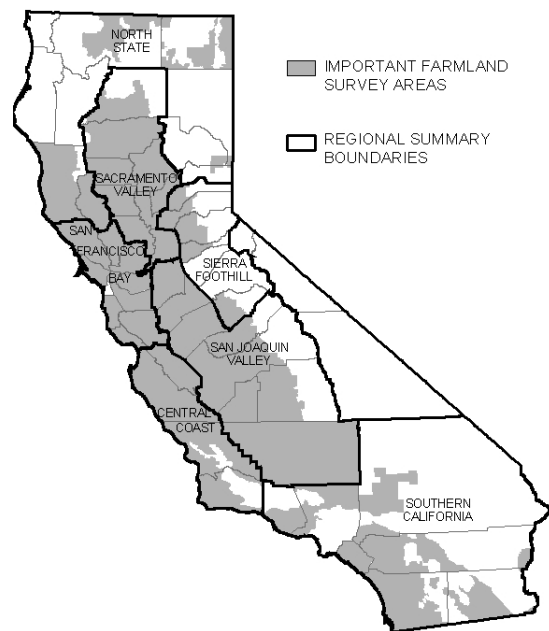 NORTH
STATE
IMPORTANT FARMLAND
SURVEY AREAS
REGIONAL SUMMARY
BOUNDARIES
SACRAMENTO
VALLEY
SAN
FRANCISCO
BAY
SIERRA
FOOTHILL
SAN JOAQUIN
VALLEY
CENTRAL
COAST
SOUTHERN
CALIFORNIA